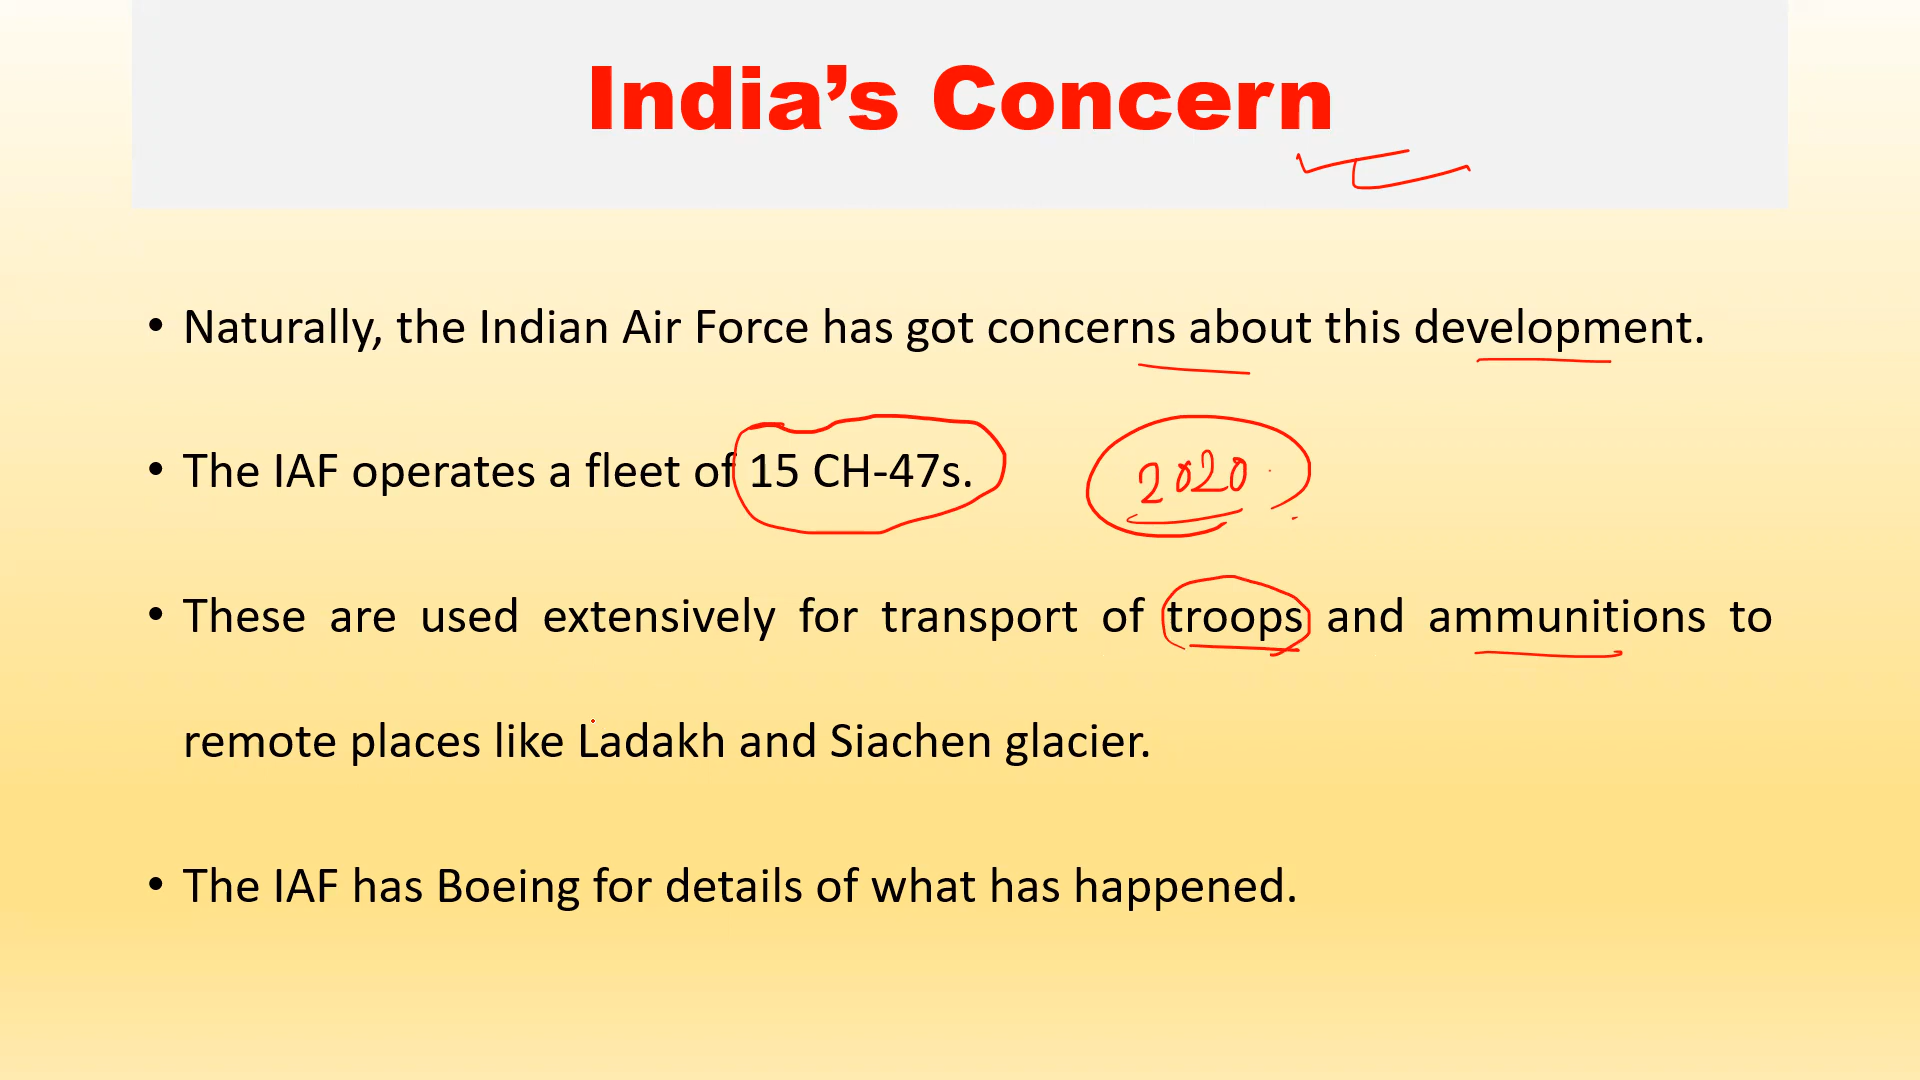 India’s Concern
• Naturally, the Indian Air Force has got concerns about this development.
• The IAF operates a fleet of 15 CH-47s. 2020
• These are used extensively for transport of troops and ammunitions to
remote places like Ladakh and Siachen glacier.
• The IAF has Boeing for details of what has happened.